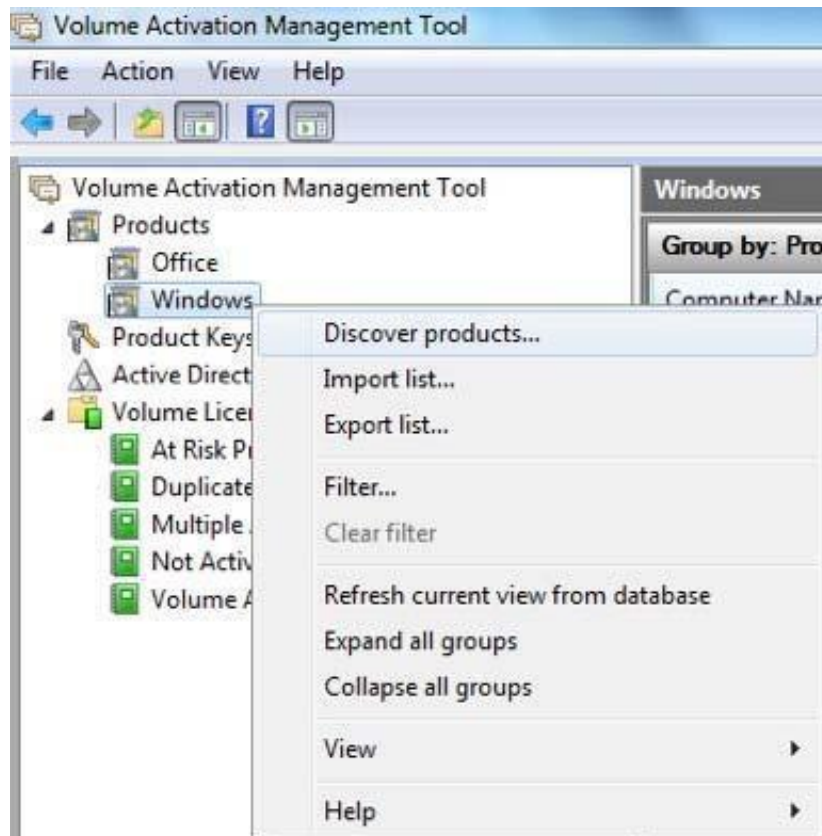 Volume Activation Management Tool
File Action View Help
Volume Activation Management Tool
Products
Office
Windows
Product Keys
Active Direct
Volume Licen
At Risk Pr
Duplicate
Multiple
Not Activ
Volume A
Windows
Group by: Pro
Computer Nar
Discover products...
Import list...
Export list...
Filter...
Clear filter
Refresh current view from database
Expand all groups
Collapse all groups
View
Help